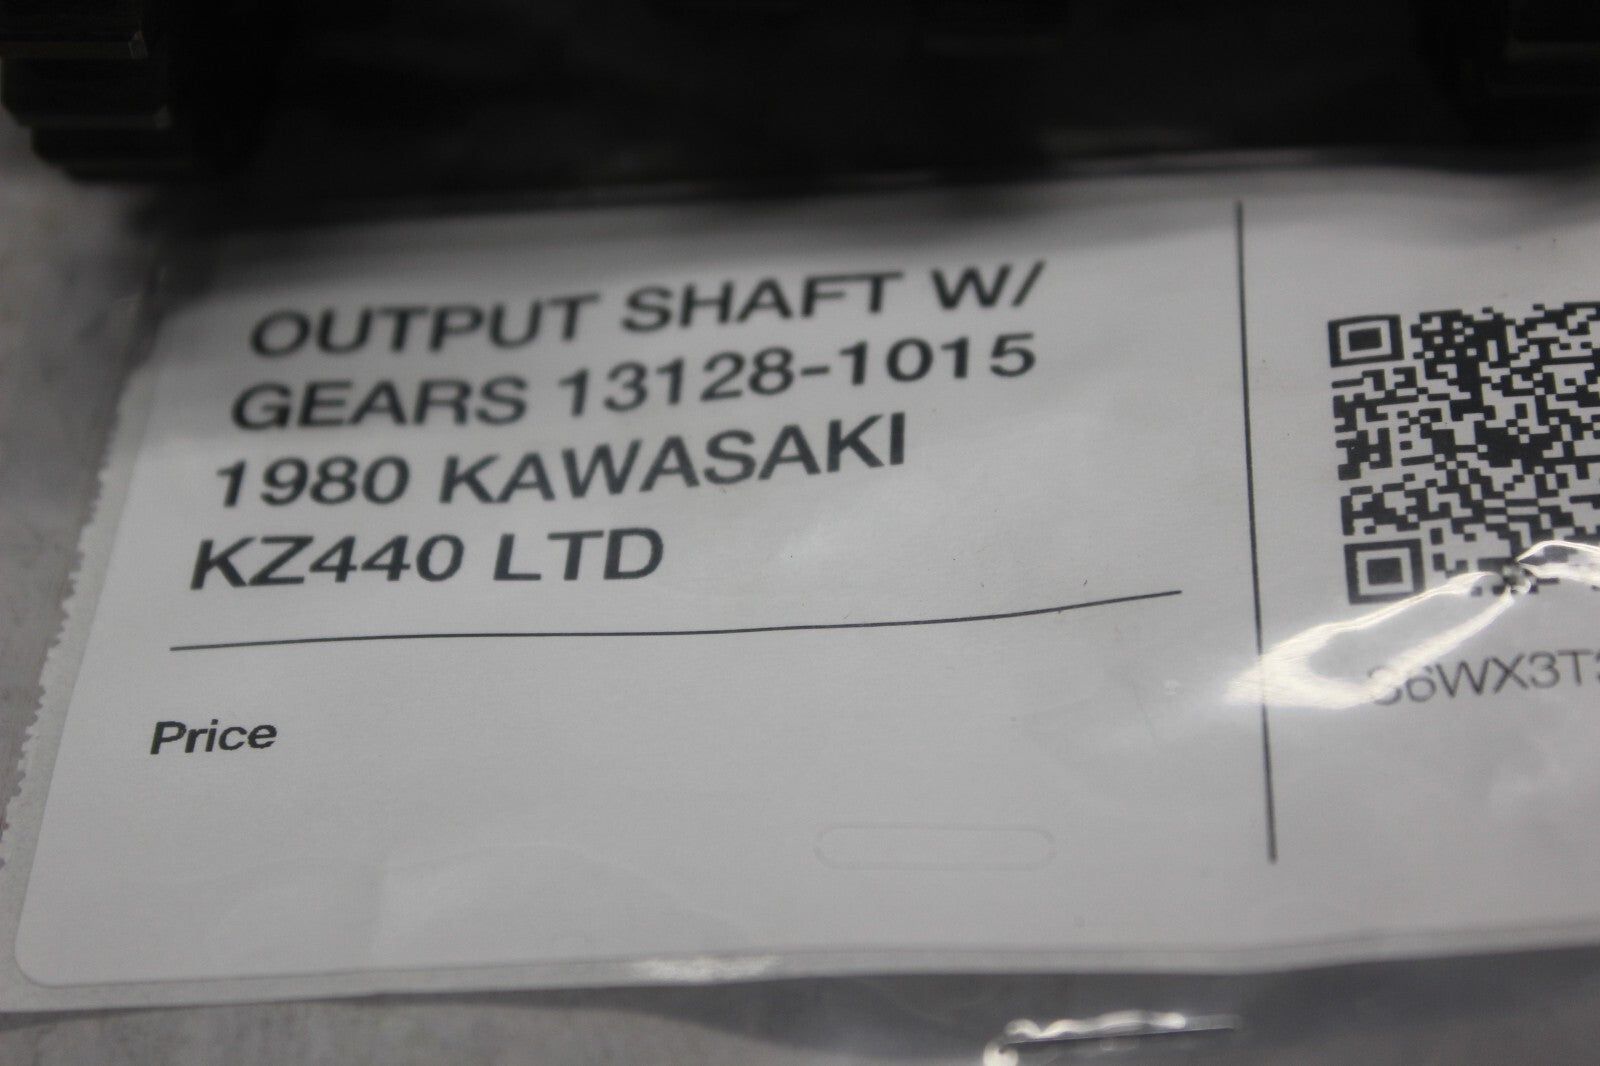 OUTPUT SHAFT W/
GEARS 13128-1015
1980 KAWASAKI
KZ440 LTD
Price